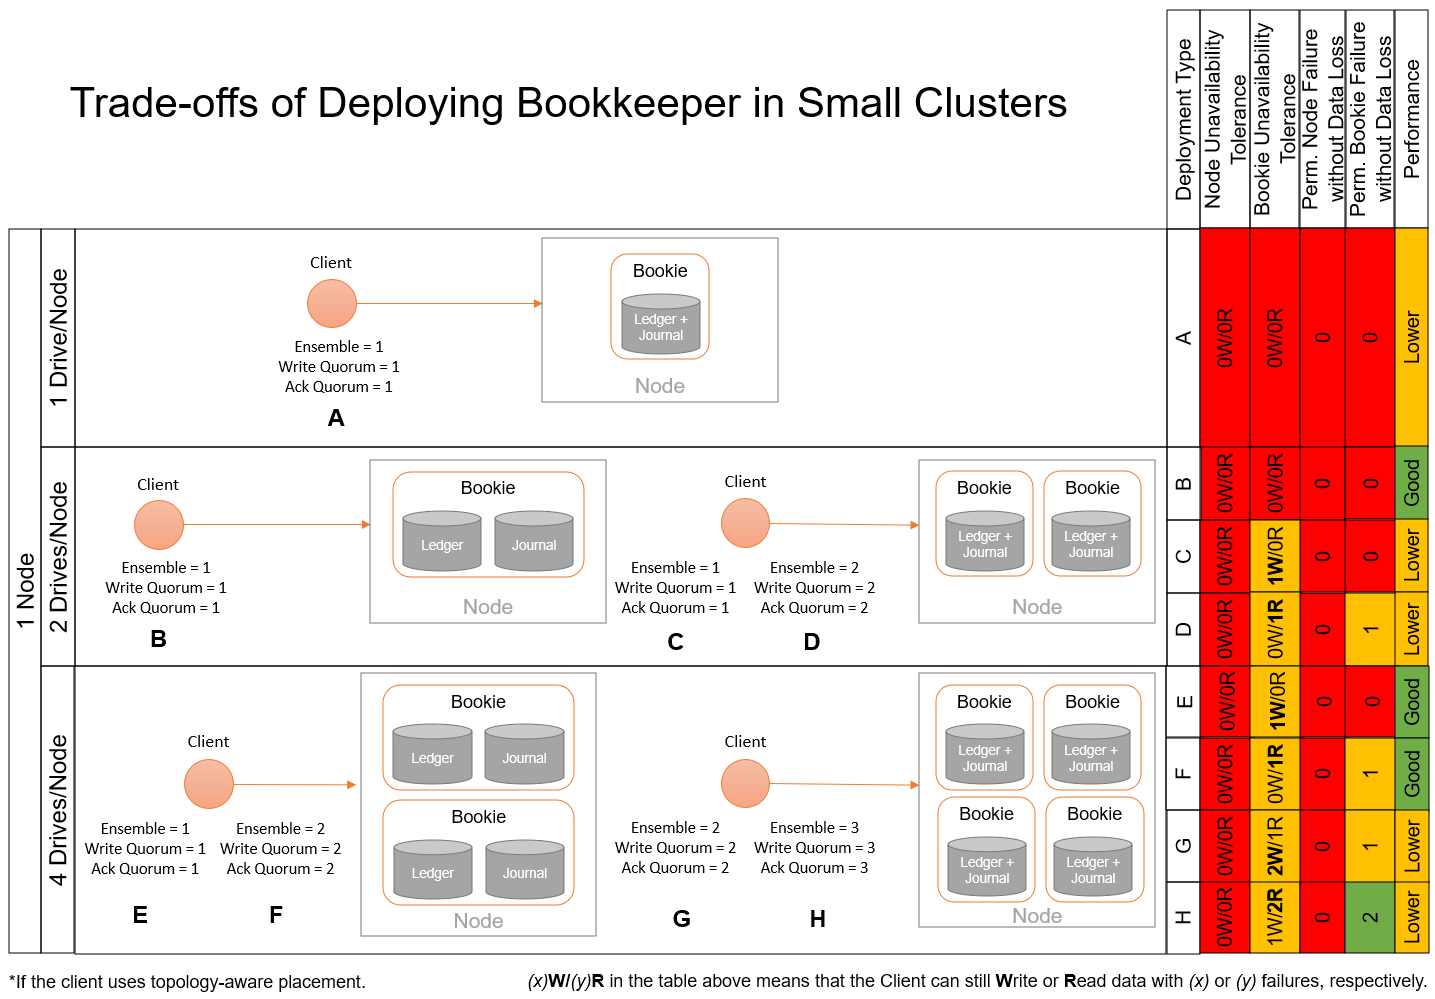 Trade-offs of Deploying Bookkeeper in Small Clusters
Deployment Type
Node Unavailability
Tolerance
Bookie Unavailability
Tolerance
Perm. Node Failure
without Data Loss
Perm. Bookie Failure
without Data Loss
Performance
1 Node
1 Drive/Node
Client
Ensemble = 1
Write Quorum = 1
Ack Quorum = 1
A
Bookie
Ledger +
Journal
Node
A
0W/0R
0W/0R
0
0
Lower
2 Drives/Node
Client
Ensemble = 1
Write Quorum = 1
Ack Quorum = 1
B
Bookie
Ledger
Journal
Node
Client
Ensemble = 1
Write Quorum = 1
Ack Quorum = 1
C
Ensemble = 2
Write Quorum = 2
Ack Quorum = 2
D
Bookie
Ledger +
Journal
Bookie
Ledger +
Journal
Node
B
0W/0R
0W/0R
0
0
Good
C
0W/0R
1W/0R
0
0
Lower
D
0W/0R
0W/1R
0
1
Lower
4 Drives/Node
Client
Ensemble = 1
Write Quorum = 1
Ack Quorum = 1
E
Ensemble = 2
Write Quorum = 2
Ack Quorum = 2
F
Bookie
Ledger
Journal
Bookie
Ledger
Journal
Node
Client
Ensemble = 2
Write Quorum = 2
Ack Quorum = 2
G
Ensemble = 3
Write Quorum = 3
Ack Quorum = 3
H
Bookie
Ledger +
Journal
Bookie
Ledger +
Journal
Bookie
Ledger +
Journal
Bookie
Ledger +
Journal
Node
E
0W/0R
1W/0R
0
0
Good
F
0W/0R
0W/1R
0
1
Good
G
0W/0R
2W/1R
0
1
Lower
H
0W/0R
1W/2R
0
2
Lower
*If the client uses topology-aware placement.
(x)W/(y)R in the table above means that the Client can still Write or Read data with (x) or (y) failures, respectively.